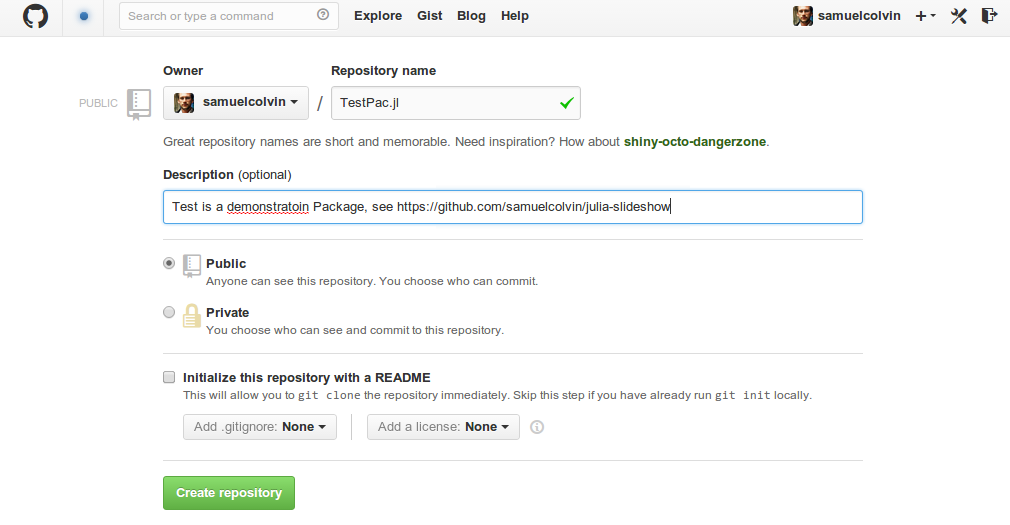 Search or type a command
Explore Gist Blog Help
samuelcolvin
Owner
Repository name
PUBLIC
samuelcolvin / TestPac.jl
Great repository names are short and memorable. Need inspiration? How about shiny-octo-dangerzone.
Description (optional)
Test is a demonstratoin Package, see https://github.com/samuelcolvin/julia-slideshow
Public
Anyone can see this repository. You choose who can commit.
Private
You choose who can see and commit to this repository.
Initialize this repository with a README
This will allow you to git clone the repository immediately. Skip this step if you have already run git init locally.
Add .gitignore: None
Add a license: None
Create repository